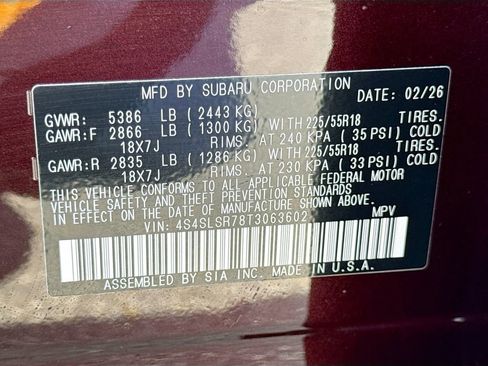 MFD BY SUBARU CORPORATION DATE: 02/26
GVWR: 5386 LB ( 2443 KG)
GAWR:F 2866 LB ( 1300 KG) WITH 225/55R18 TIRES.
18X7J RIMS. AT 240 KPA ( 35 PSI) COLD
GAWR:R 2835 LB ( 1286 KG) WITH 225/55R18 TIRES.
18X7J RIMS. AT 230 KPA ( 33 PSI) COLD
THIS VEHICLE CONFORMS TO ALL APPLICABLE FEDERAL MOTOR
VEHICLE SAFETY AND THEFT PREVENTION STANDARDS
IN EFFECT ON THE DATE OF MANUFACTURE SHOWN ABOVE.
VIN: 4S4SLSR78T3063602 MPV
ASSEMBLED BY SIA INC. MADE IN U.S.A.